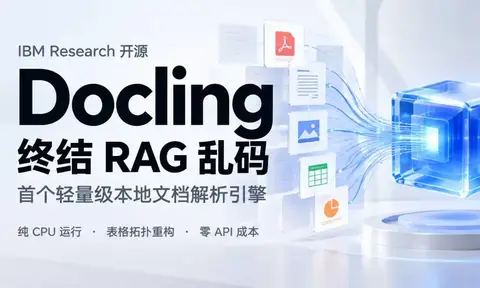 IBM Research 开源
Docling
终结 RAG 乱码
首个轻量级本地文档解析引擎
纯 CPU 运行 · 表格拓扑重构 · 零 API 成本